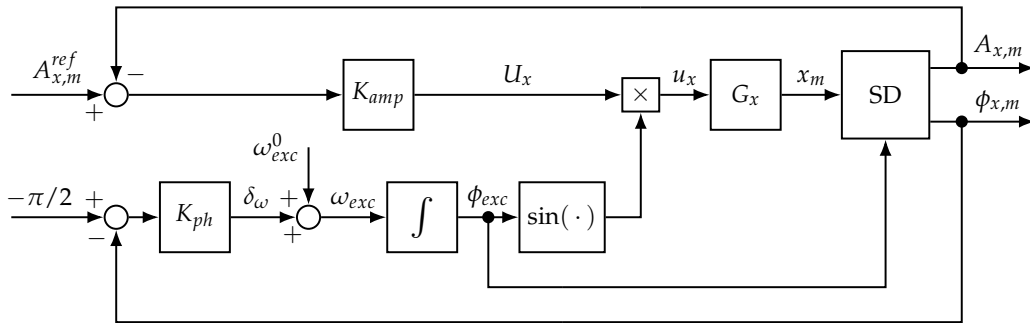 A_{x,m}^{ref}
−
+
K_{amp}
U_x
×
u_x
G_x
x_m
SD
A_{x,m}
ϕ_{x,m}
ω_{exc}^0
−π/2
+
−
K_{ph}
δ_ω
+
+
ω_{exc}
∫
ϕ_{exc}
sin(·)